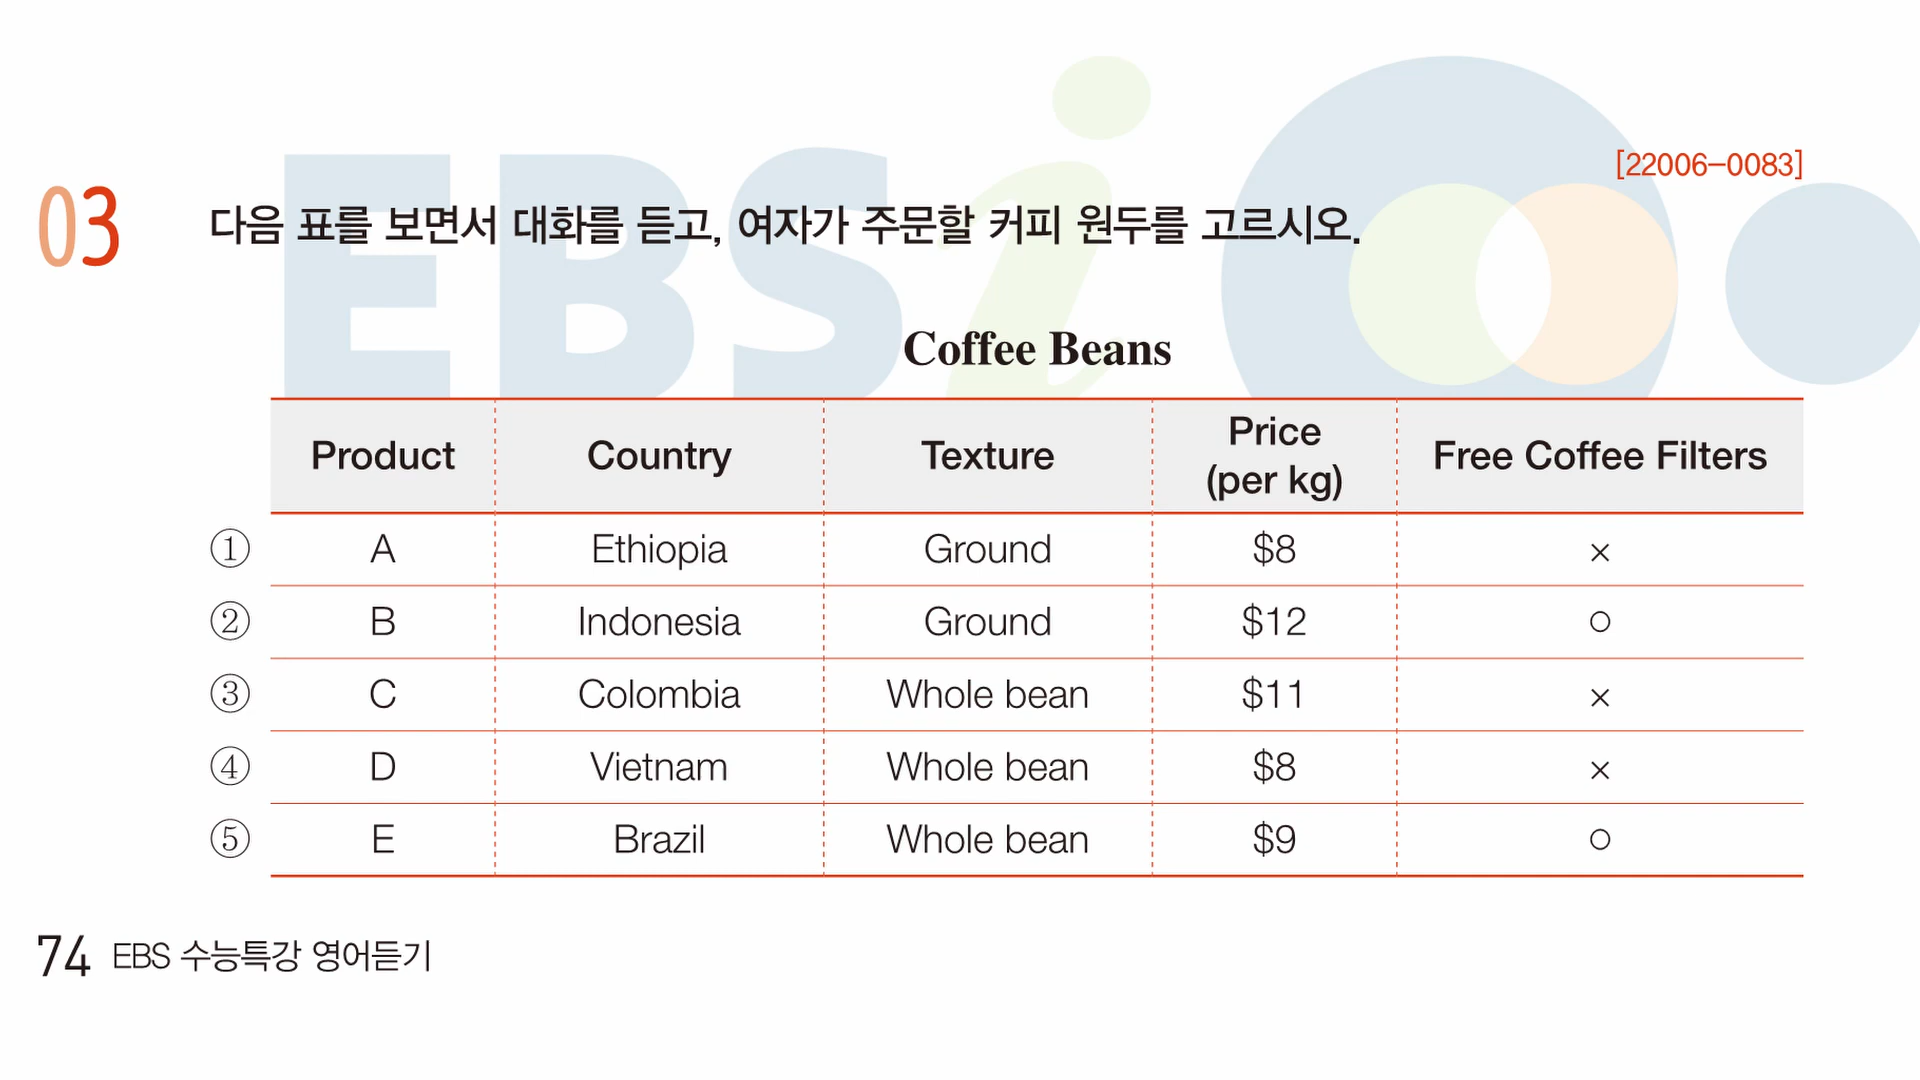 EBSi
[22006-0083]
03 다음 표를 보면서 대화를 듣고, 여자가 주문할 커피 원두를 고르시오.
Coffee Beans
Product Country Texture Price (per kg) Free Coffee Filters
① A Ethiopia Ground $8 ×
② B Indonesia Ground $12 ○
③ C Colombia Whole bean $11 ×
④ D Vietnam Whole bean $8 ×
⑤ E Brazil Whole bean $9 ○
74 EBS 수능특강 영어듣기